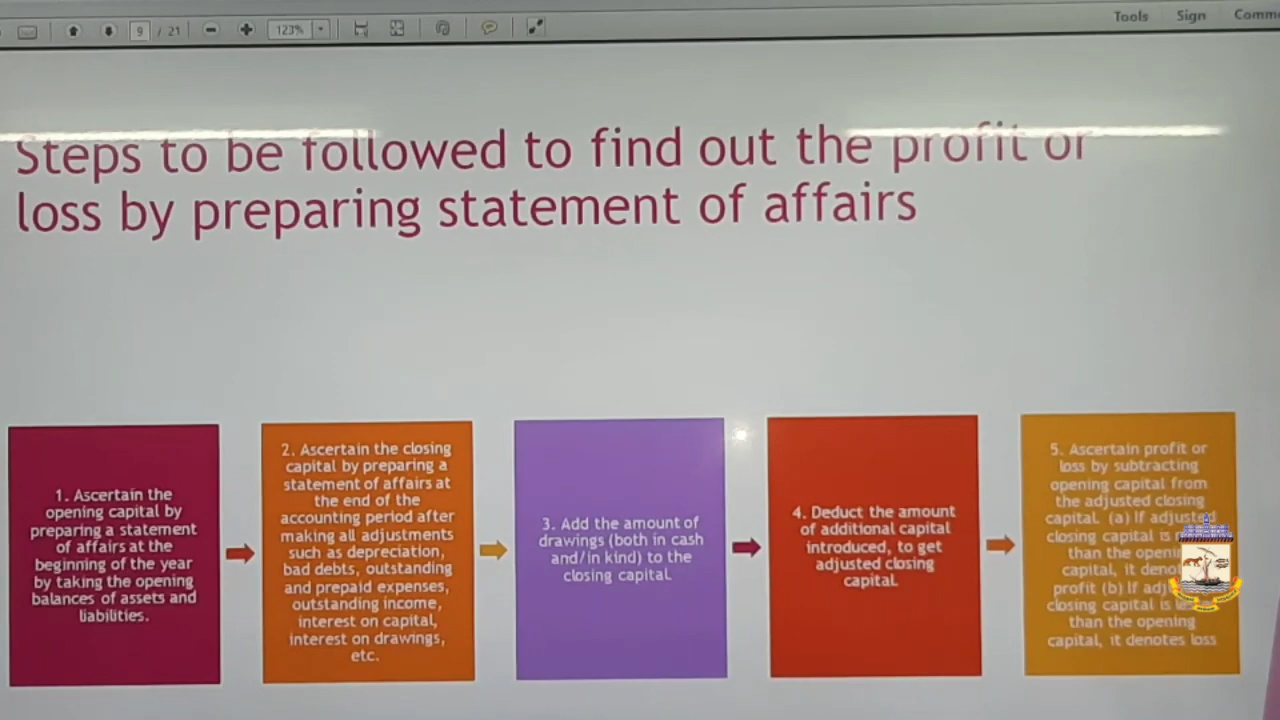 Tools Sign
9 / 21 123%
Steps to be followed to find out the profit or
loss by preparing statement of affairs
1. Ascertain the
opening capital by
preparing a statement
of affairs at the
beginning of the year
by taking the opening
balances of assets and
liabilities.
2. Ascertain the closing
capital by preparing a
statement of affairs at
the end of the
accounting period after
making all adjustments
such as depreciation,
bad debts, outstanding
and prepaid expenses,
outstanding income,
interest on capital,
interest on drawings,
etc.
3. Add the amount of
drawings (both in cash
and/in kind) to the
closing capital.
4. Deduct the amount
of additional capital
introduced, to get
adjusted closing
capital.
5. Ascertain profit or
loss by subtracting
opening capital from
the adjusted closing
capital. (a) If adjusted
closing capital is
than the
capital, it
profit (b) If
closing capital is
than the opening
capital, it denotes loss